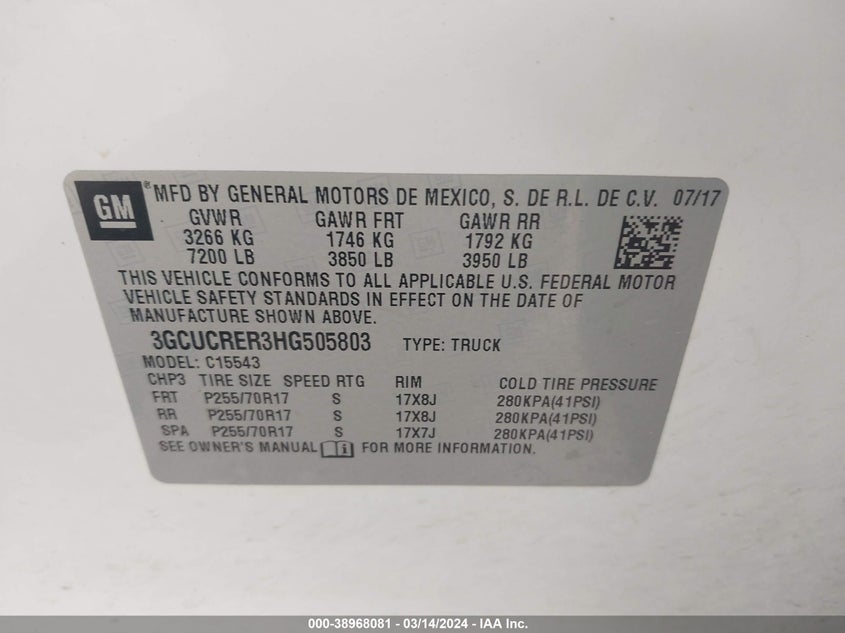 GM® MFD BY GENERAL MOTORS DE MEXICO, S. DE R.L. DE C.V. 07/17
GVWR GAWR FRT GAWR RR
3266 KG 1746 KG 1792 KG
7200 LB 3850 LB 3950 LB
THIS VEHICLE CONFORMS TO ALL APPLICABLE U.S. FEDERAL MOTOR
VEHICLE SAFETY STANDARDS IN EFFECT ON THE DATE OF
MANUFACTURE SHOWN ABOVE.
3GCUCRER3HG505803 TYPE: TRUCK
MODEL: C15543
CHP3 TIRE SIZE SPEED RTG RIM COLD TIRE PRESSURE
FRT P255/70R17 S 17X8J 280KPA(41PSI)
RR P255/70R17 S 17X8J 280KPA(41PSI)
SPA P255/70R17 S 17X7J 280KPA(41PSI)
SEE OWNER'S MANUAL i FOR MORE INFORMATION.
000-38968081 - 03/14/2024 - IAA Inc.